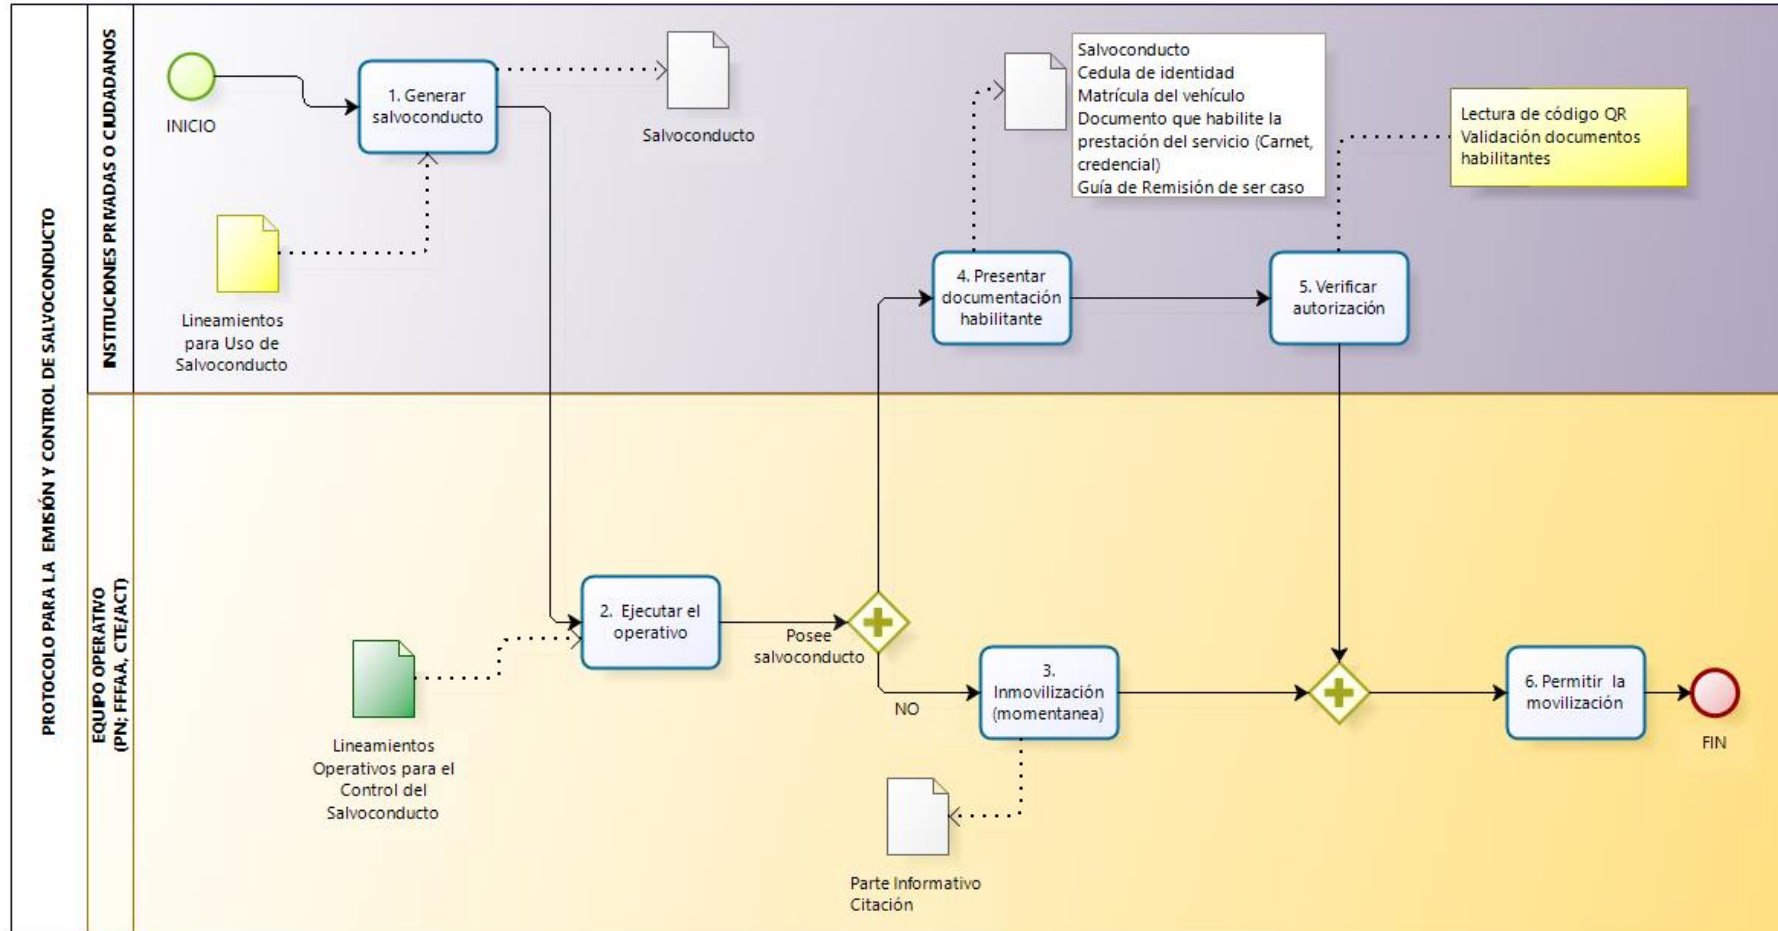 PROTOCOLO PARA LA EMISIÓN Y CONTROL DE SALVOCONDUCTO
INSTITUCIONES PRIVADAS O CIUDADANOS
INICIO
1. Generar
salvoconducto
Salvoconducto
Lineamientos
para Uso de
Salvoconducto
Salvoconducto
Cedula de identidad
Matrícula del vehículo
Documento que habilite la
prestación del servicio (Carnet,
credencial)
Guía de Remisión de ser caso
Lectura de código QR
Validación documentos
habilitantes
4. Presentar
documentación
habilitante
5. Verificar
autorización
EQUIPO OPERATIVO
(PN; FFFAA, CTE/ACT)
2. Ejecutar el
operativo
Posee
salvoconducto
NO
3.
Inmovilización
(momentanea)
6. Permitir la
movilización
FIN
Lineamientos
Operativos para el
Control del
Salvoconducto
Parte Informativo
Citación